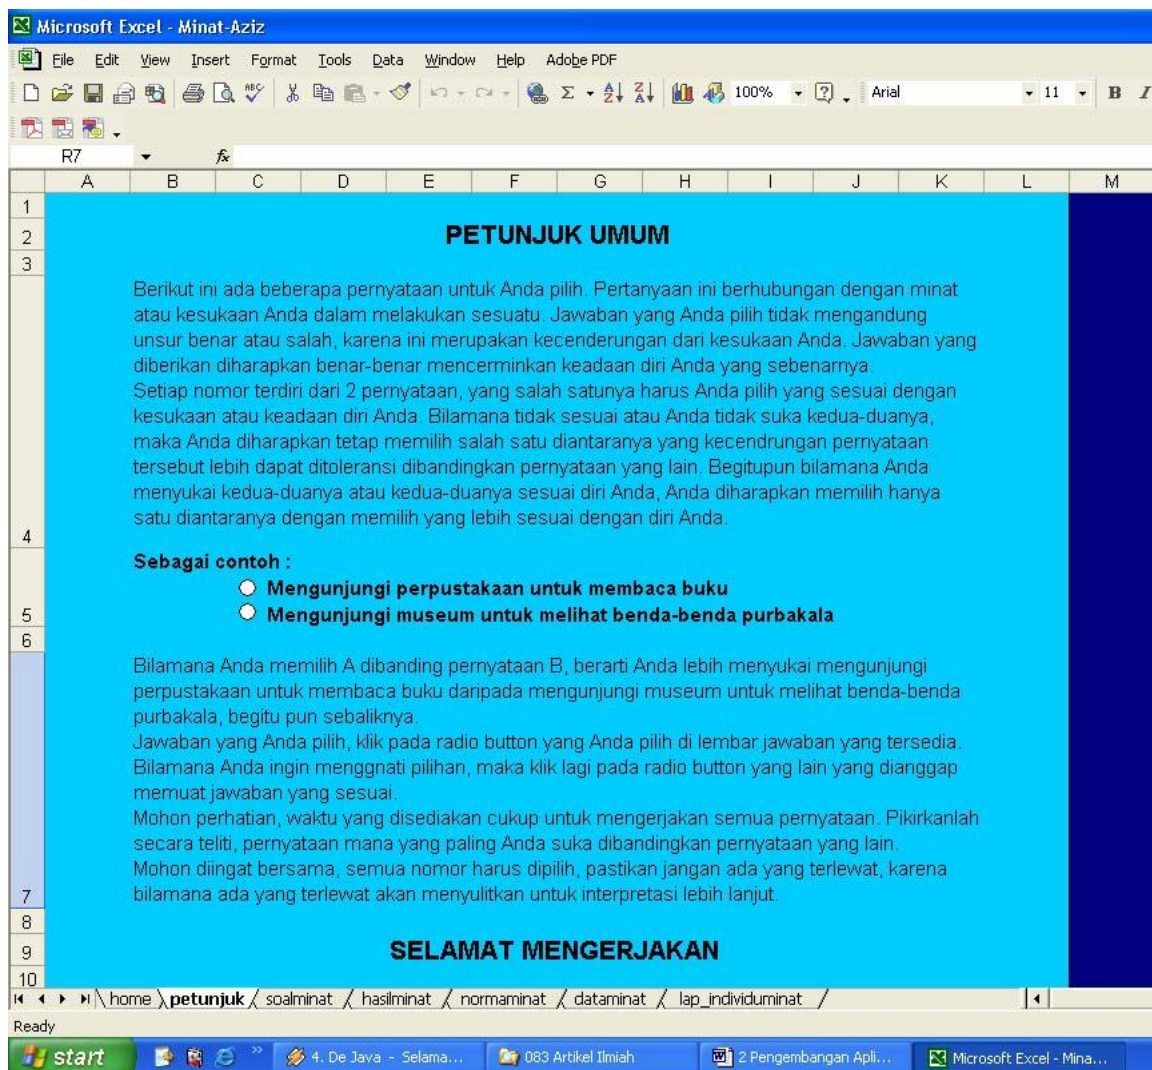 Microsoft Excel - Minat-Aziz
File Edit View Insert Format Tools Data Window Help Adobe PDF
100% Arial 11 B I
R7 fx
A B C D E F G H I J K L M
1
2 PETUNJUK UMUM
3
Berikut ini ada beberapa pernyataan untuk Anda pilih. Pertanyaan ini berhubungan dengan minat
atau kesukaan Anda dalam melakukan sesuatu. Jawaban yang Anda pilih tidak mengandung
unsur benar atau salah, karena ini merupakan kecenderungan dari kesukaan Anda. Jawaban yang
diberikan diharapkan benar-benar mencerminkan keadaan diri Anda yang sebenarnya.
Setiap nomor terdiri dari 2 pernyataan, yang salah satunya harus Anda pilih yang sesuai dengan
kesukaan atau keadaan diri Anda. Bilamana tidak sesuai atau Anda tidak suka kedua-duanya,
maka Anda diharapkan tetap memilih salah satu diantaranya yang kecendrungan pernyataan
tersebut lebih dapat ditoleransi dibandingkan pernyataan yang lain. Begitupun bilamana Anda
menyukai kedua-duanya atau kedua-duanya sesuai diri Anda, Anda diharapkan memilih hanya
satu diantaranya dengan memilih yang lebih sesuai dengan diri Anda.
4
Sebagai contoh :
Mengunjungi perpustakaan untuk membaca buku
5 Mengunjungi museum untuk melihat benda-benda purbakala
6
Bilamana Anda memilih A dibanding pernyataan B, berarti Anda lebih menyukai mengunjungi
perpustakaan untuk membaca buku daripada mengunjungi museum untuk melihat benda-benda
purbakala, begitu pun sebaliknya.
Jawaban yang Anda pilih, klik pada radio button yang Anda pilih di lembar jawaban yang tersedia.
Bilamana Anda ingin menggnati pilihan, maka klik lagi pada radio button yang lain yang dianggap
memuat jawaban yang sesuai.
Mohon perhatian, waktu yang disediakan cukup untuk mengerjakan semua pernyataan. Pikirkanlah
secara teliti, pernyataan mana yang paling Anda suka dibandingkan pernyataan yang lain.
Mohon diingat bersama, semua nomor harus dipilih, pastikan jangan ada yang terlewat, karena
7 bilamana ada yang terlewat akan menyulitkan untuk interpretasi lebih lanjut.
8
9 SELAMAT MENGERJAKAN
10
home petunjuk soalminat hasilminat normaminat dataminat lap_individuminat
Ready
start 4. De Java - Selama... 083 Artikel Ilmiah 2 Pengembangan Apli... Microsoft Excel - Mina...